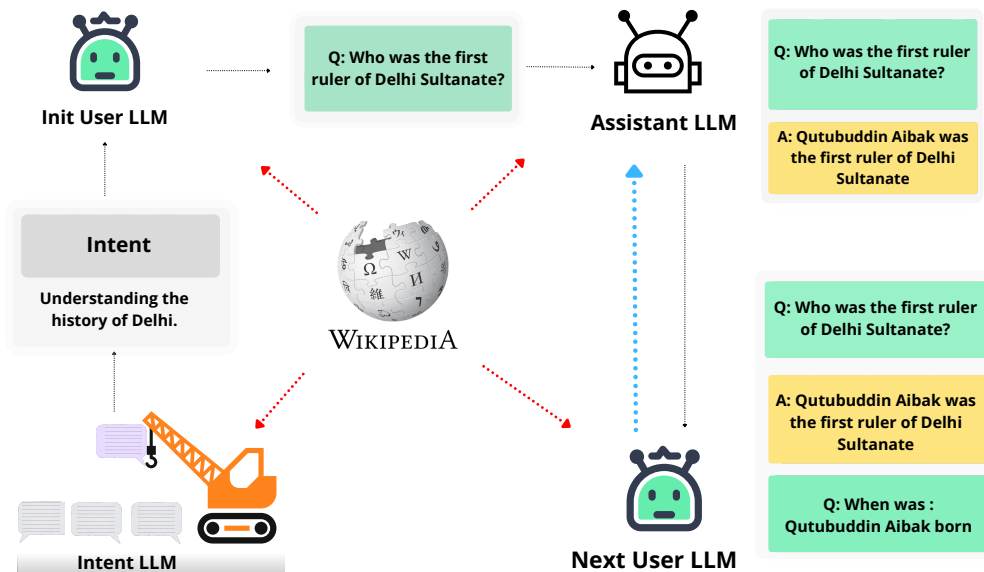 Q: Who was the first
ruler of Delhi Sultanate?
Init User LLM
Assistant LLM
Q: Who was the first ruler
of Delhi Sultanate?
A: Qutubuddin Aibak was
the first ruler of Delhi
Sultanate
Intent
Understanding the
history of Delhi.
Ω
W
И
維
WIKIPEDIA
Q: Who was the first ruler
of Delhi Sultanate?
A: Qutubuddin Aibak was
the first ruler of Delhi
Sultanate
Q: When was :
Qutubuddin Aibak born
Intent LLM
Next User LLM